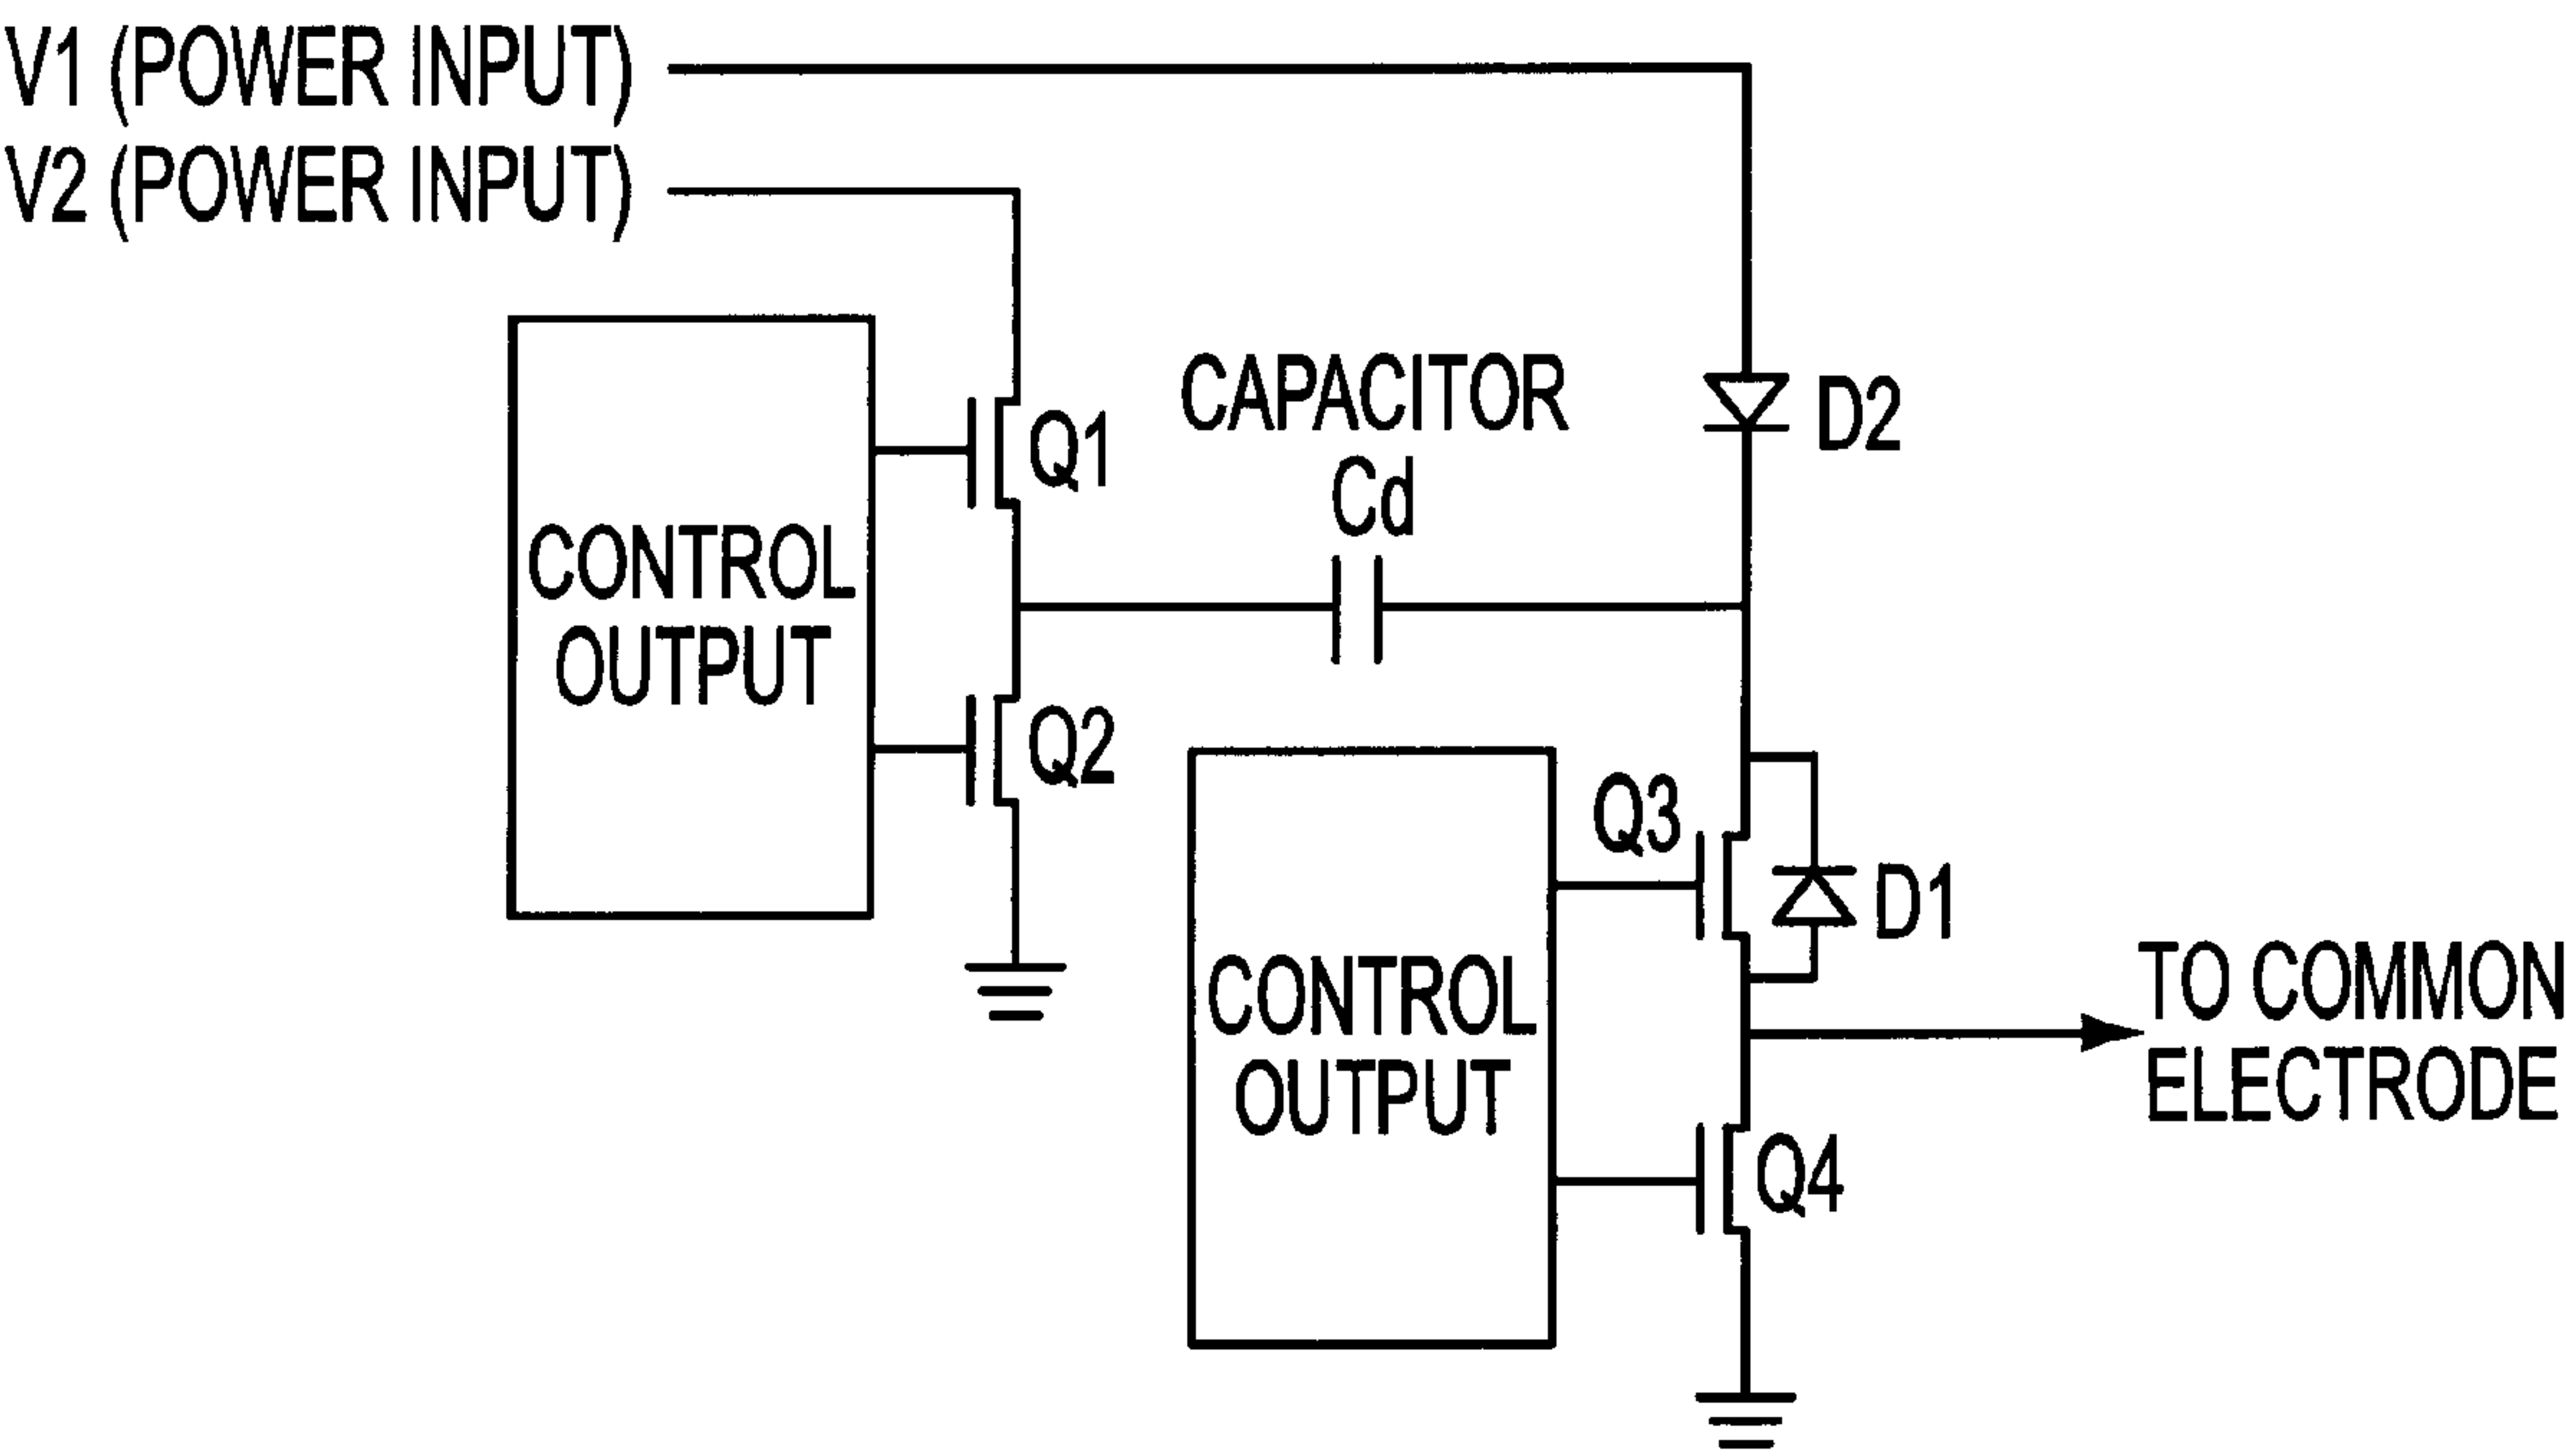 V1 (POWER INPUT)
V2 (POWER INPUT)
CAPACITOR
Cd
D2
Q1
CONTROL
OUTPUT
Q2
Q3
D1
CONTROL
OUTPUT
TO COMMON
ELECTRODE
Q4